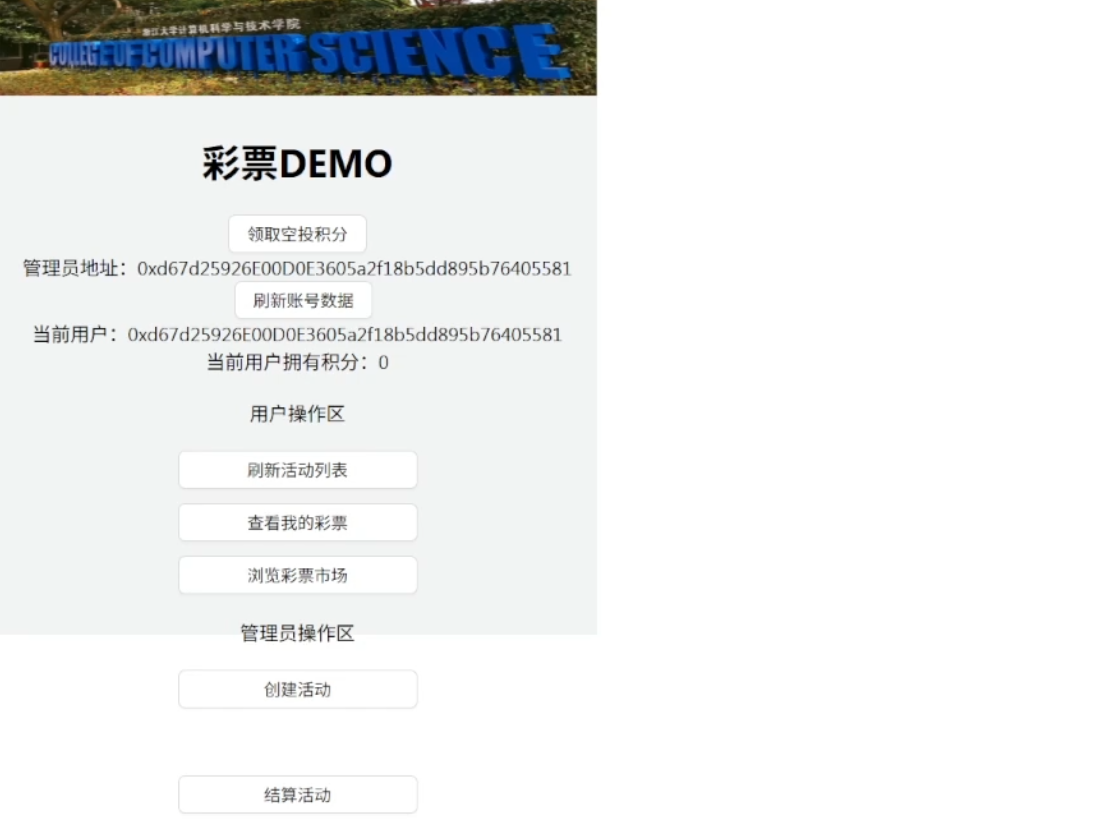 浙江大学计算机科学与技术学院
COLLEGE OF COMPUTER SCIENCE
彩票DEMO
领取空投积分
管理员地址：0xd67d25926E00D0E3605a2f18b5dd895b76405581
刷新账号数据
当前用户：0xd67d25926E00D0E3605a2f18b5dd895b76405581
当前用户拥有积分：0
用户操作区
刷新活动列表
查看我的彩票
浏览彩票市场
管理员操作区
创建活动
结算活动